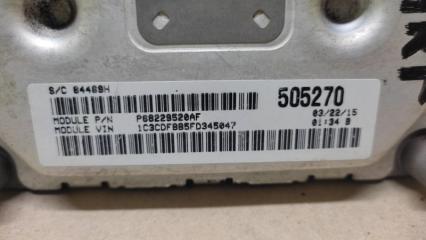 S/C 84469H
505270
MODULE P/N P68229520AF
03/22/15
MODULE VIN 1C3CDFBB5FD345047
01:34 B